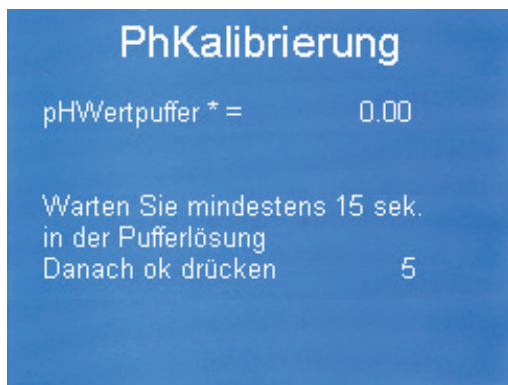 PhKalibrierung
pHWertpuffer * = 0.00
Warten Sie mindestens 15 sek.
in der Pufferlösung
Danach ok drücken 5